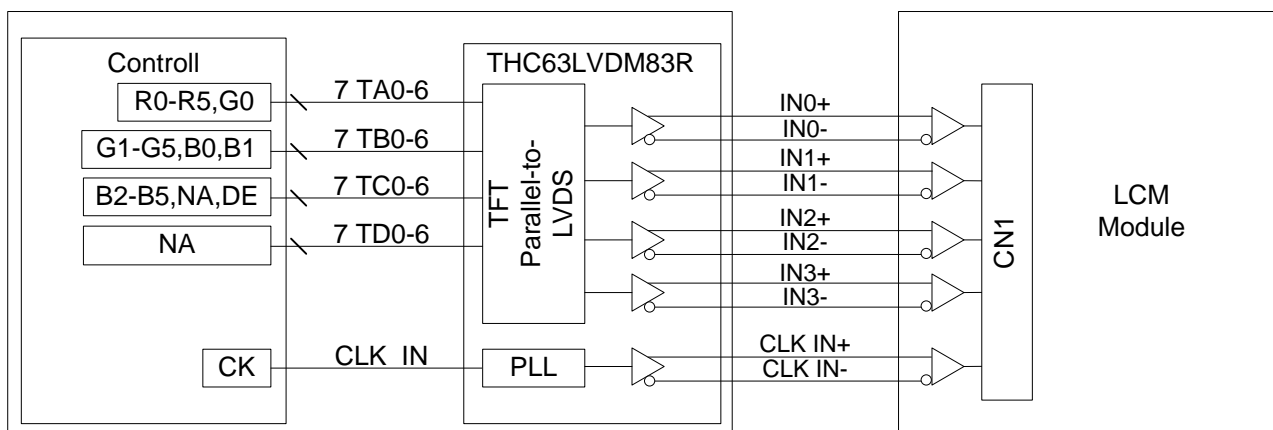 Controll
R0-R5,G0
G1-G5,B0,B1
B2-B5,NA,DE
NA
CK
7 TA0-6
7 TB0-6
7 TC0-6
7 TD0-6
CLK IN
THC63LVDM83R
TFT
Parallel-to-
LVDS
PLL
IN0+
IN0-
IN1+
IN1-
IN2+
IN2-
IN3+
IN3-
CLK IN+
CLK IN-
CN1
LCM
Module